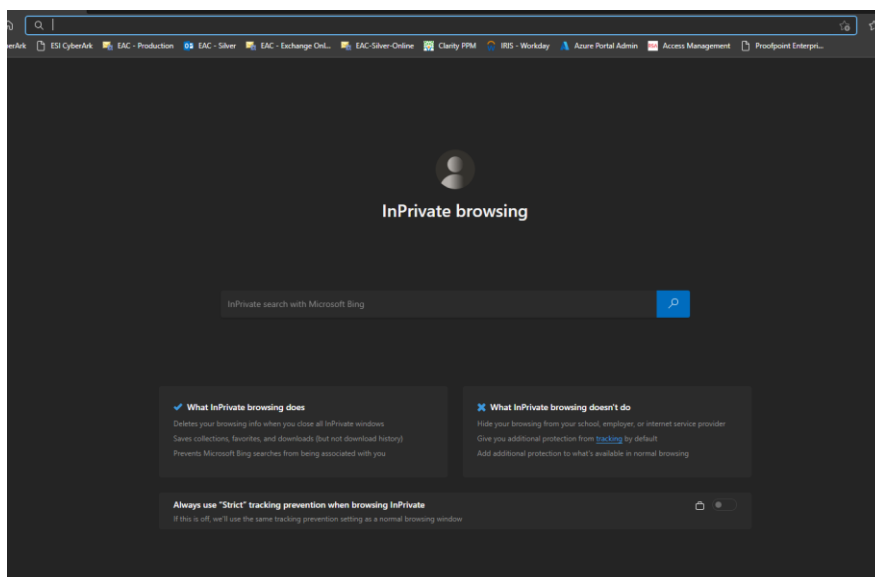 ESI CyberArk EAC - Production EAC - Silver EAC - Exchange Onl... EAC-Silver-Online Clarity PPM IRIS - Workday Azure Portal Admin RSA Access Management Proofpoint Enterpri...
InPrivate browsing
InPrivate search with Microsoft Bing
What InPrivate browsing does
Deletes your browsing info when you close all InPrivate windows
Saves collections, favorites, and downloads (but not download history)
Prevents Microsoft Bing searches from being associated with you
What InPrivate browsing doesn't do
Hide your browsing from your school, employer, or internet service provider
Give you additional protection from tracking by default
Add additional protection to what's available in normal browsing
Always use "Strict" tracking prevention when browsing InPrivate
If this is off, we'll use the same tracking prevention setting as a normal browsing window